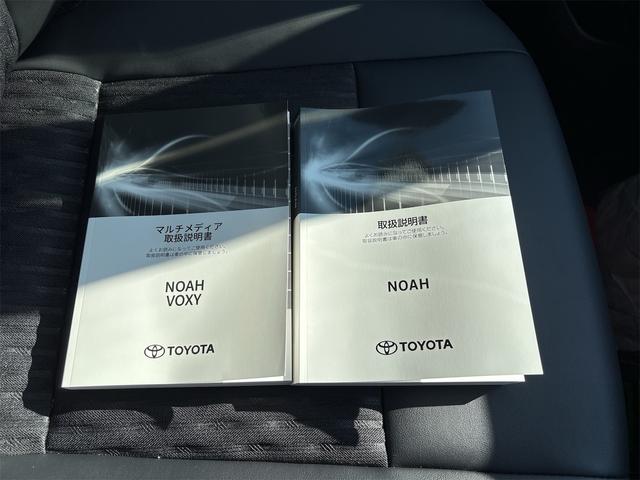 マルチメディア
取扱説明書
よくお読みになってご使用ください。
取扱説明書は車の中に保管しましょう。
NOAH
VOXY
TOYOTA
取扱説明書
よくお読みになってご使用ください。
取扱説明書は車の中に保管しましょう。
NOAH
TOYOTA